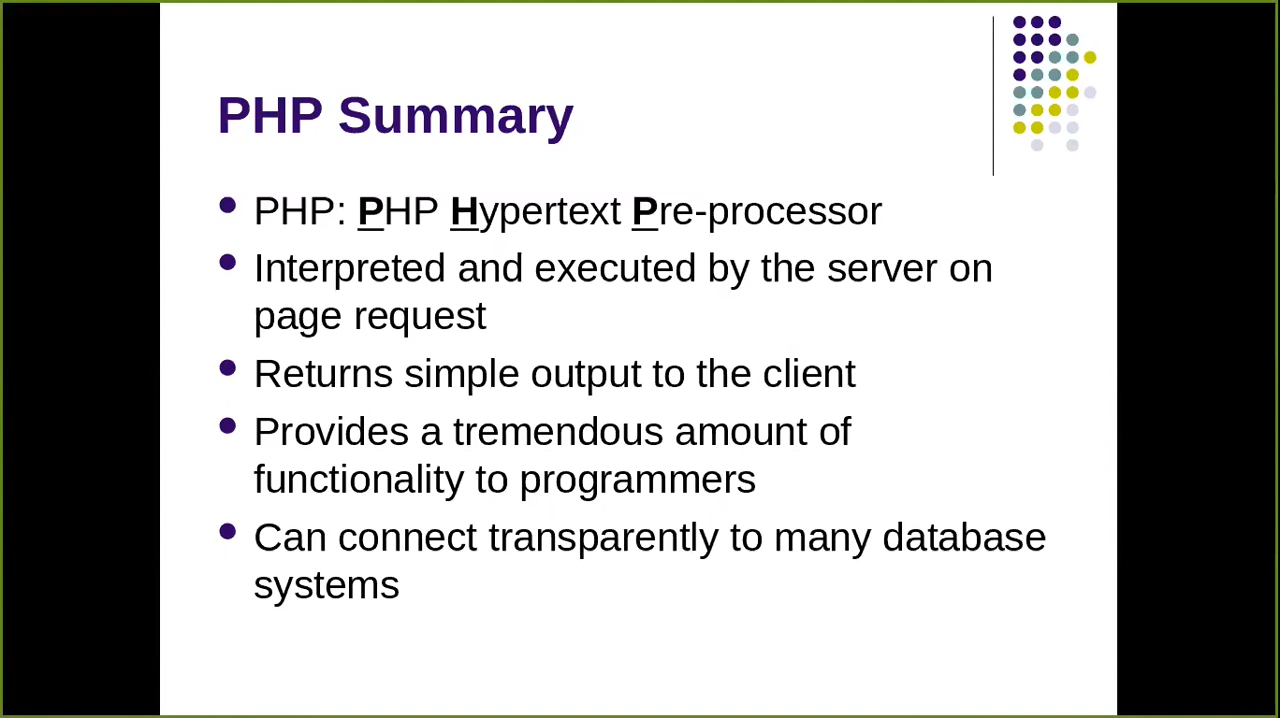 PHP Summary
PHP: PHP Hypertext Pre-processor
Interpreted and executed by the server on
page request
Returns simple output to the client
Provides a tremendous amount of
functionality to programmers
Can connect transparently to many database
systems